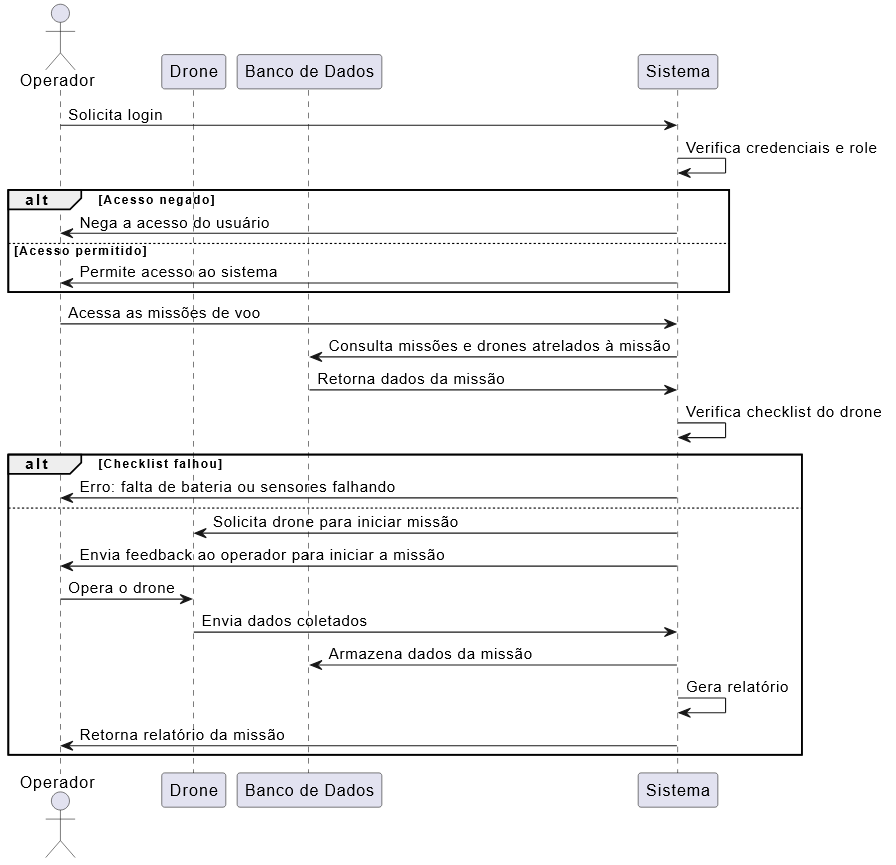 Operador
Drone
Banco de Dados
Sistema
Solicita login
Verifica credenciais e role
alt
[Acesso negado]
Nega a acesso do usuário
[Acesso permitido]
Permite acesso ao sistema
Acessa as missões de voo
Consulta missões e drones atrelados à missão
Retorna dados da missão
Verifica checklist do drone
alt
[Checklist falhou]
Erro: falta de bateria ou sensores falhando
Solicita drone para iniciar missão
Envia feedback ao operador para iniciar a missão
Opera o drone
Envia dados coletados
Armazena dados da missão
Gera relatório
Retorna relatório da missão
Operador
Drone
Banco de Dados
Sistema